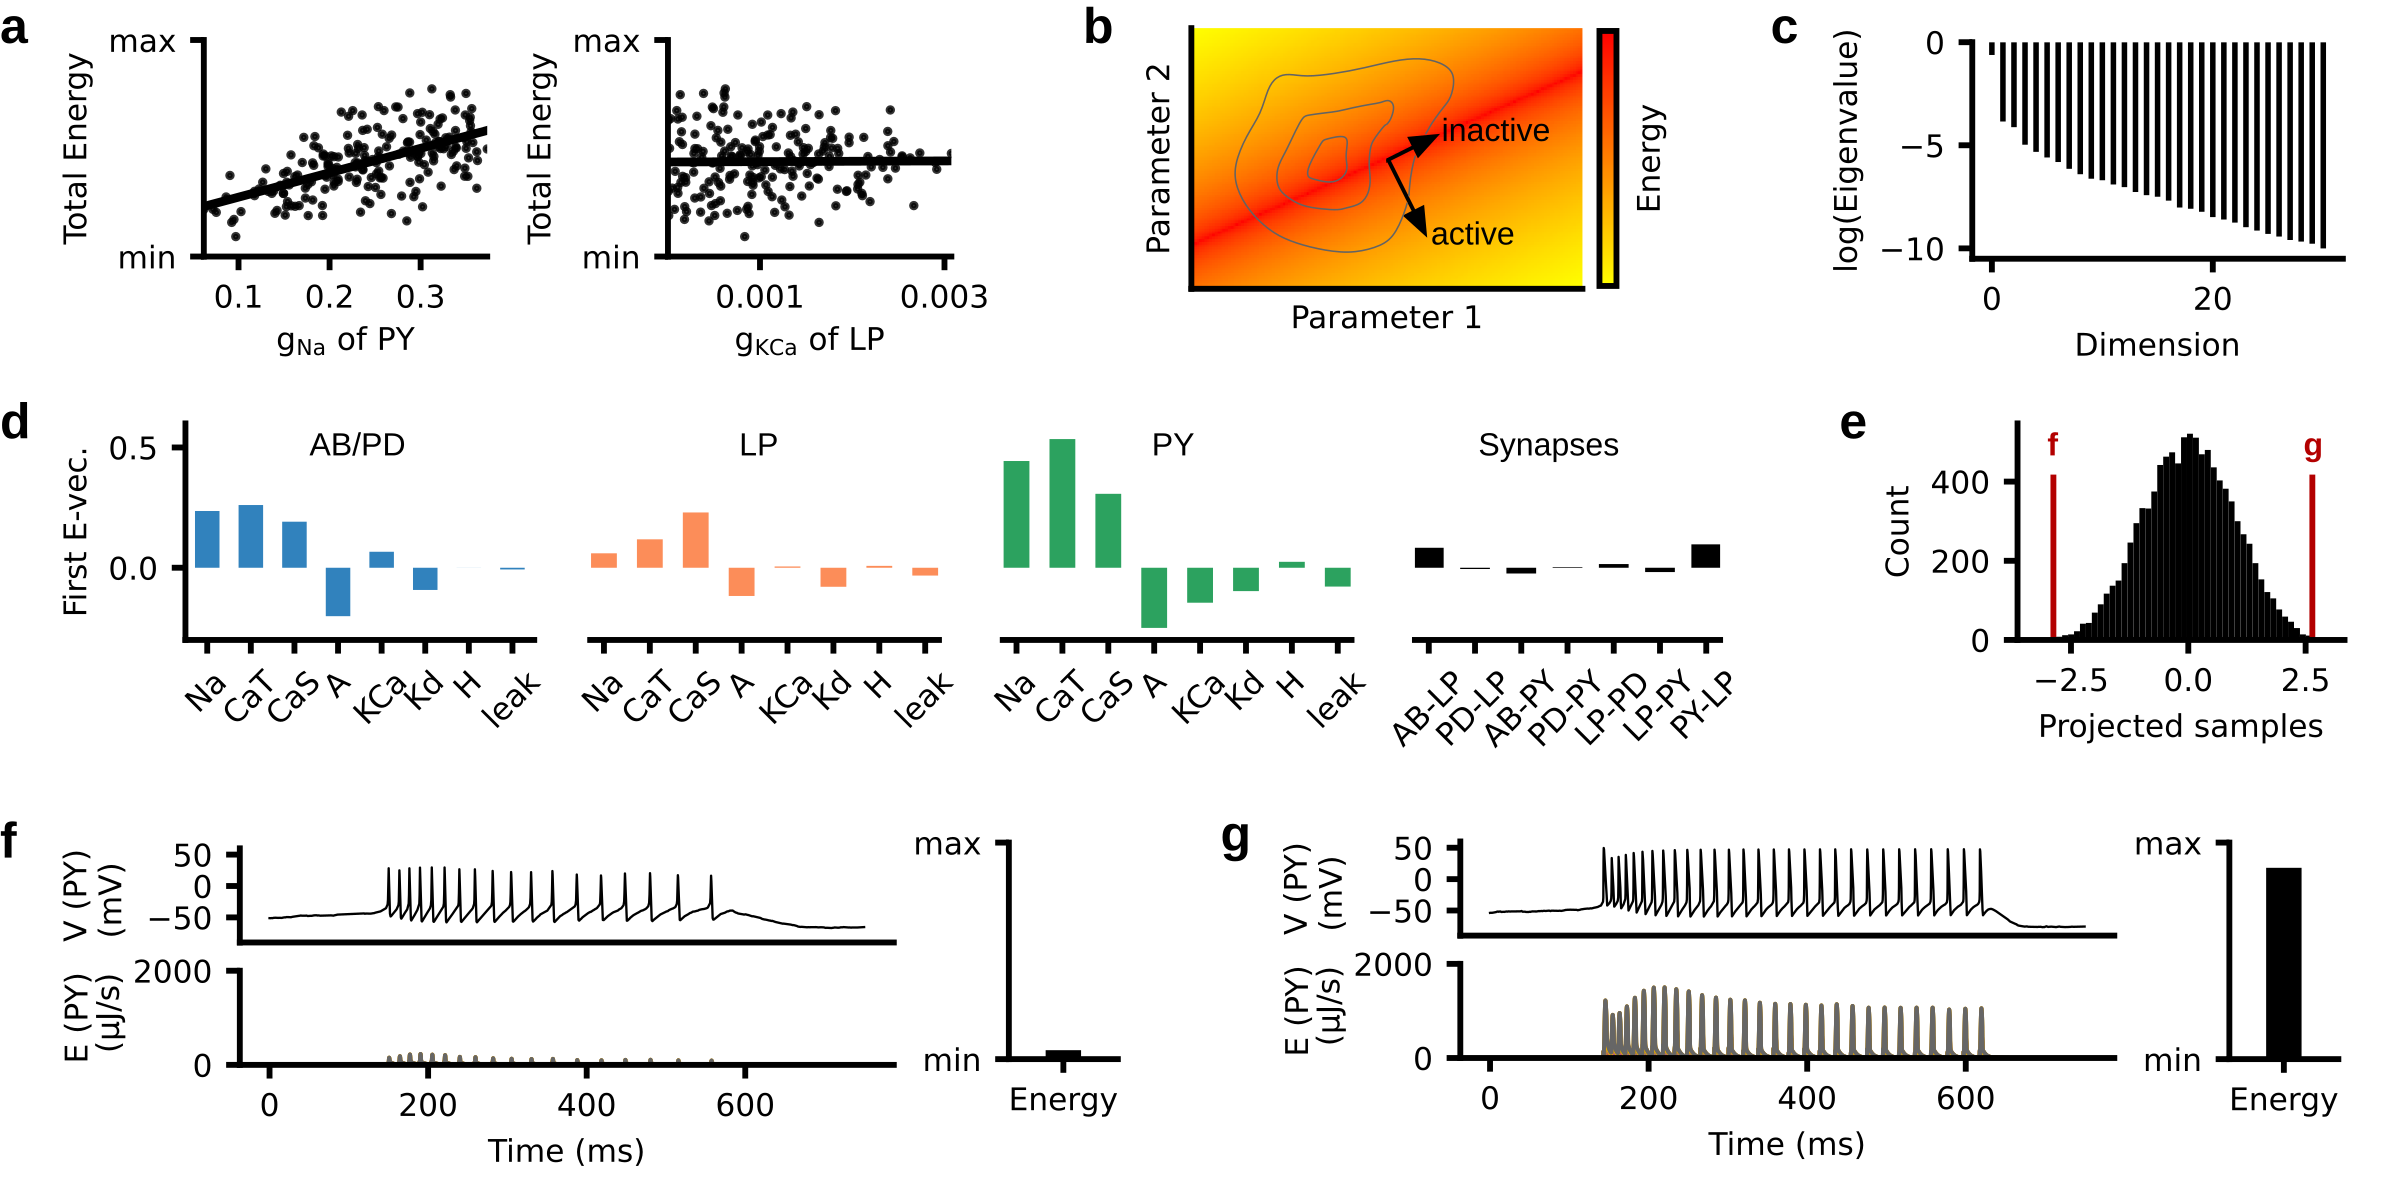 a
max
Total Energy
min
0.1 0.2 0.3
gNa of PY
max
Total Energy
min
0.001 0.003
gKCa of LP
b
Parameter 2
inactive
active
Parameter 1
Energy
c
log(Eigenvalue)
0
−5
−10
0 20
Dimension
d
First E-vec.
0.5
0.0
AB/PD
Na CaT CaS A KCa Kd H leak
LP
Na CaT CaS A KCa Kd H leak
PY
Na CaT CaS A KCa Kd H leak
Synapses
AB-LP PD-LP AB-PY PD-PY LP-PD LP-PY PY-LP
e
f g
Count
400
200
0
−2.5 0.0 2.5
Projected samples
f
V (PY)
(mV)
50
0
−50
E (PY)
(µJ/s)
2000
0
0 200 400 600
Time (ms)
max
min
Energy
g
V (PY)
(mV)
50
0
−50
E (PY)
(µJ/s)
2000
0
0 200 400 600
Time (ms)
max
min
Energy